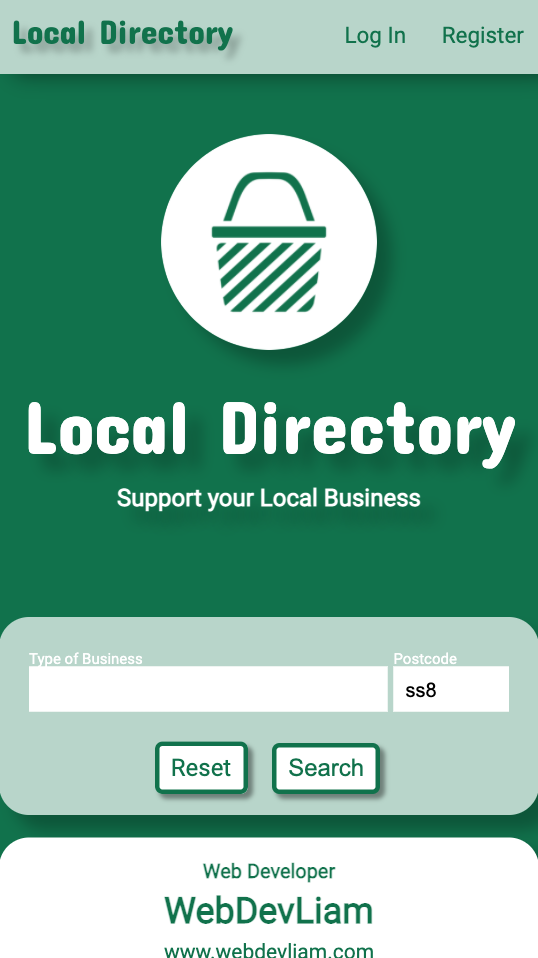 Local Directory Log In Register
Local Directory
Support your Local Business
Type of Business Postcode
ss8
Reset Search
Web Developer
WebDevLiam
www.webdevliam.com